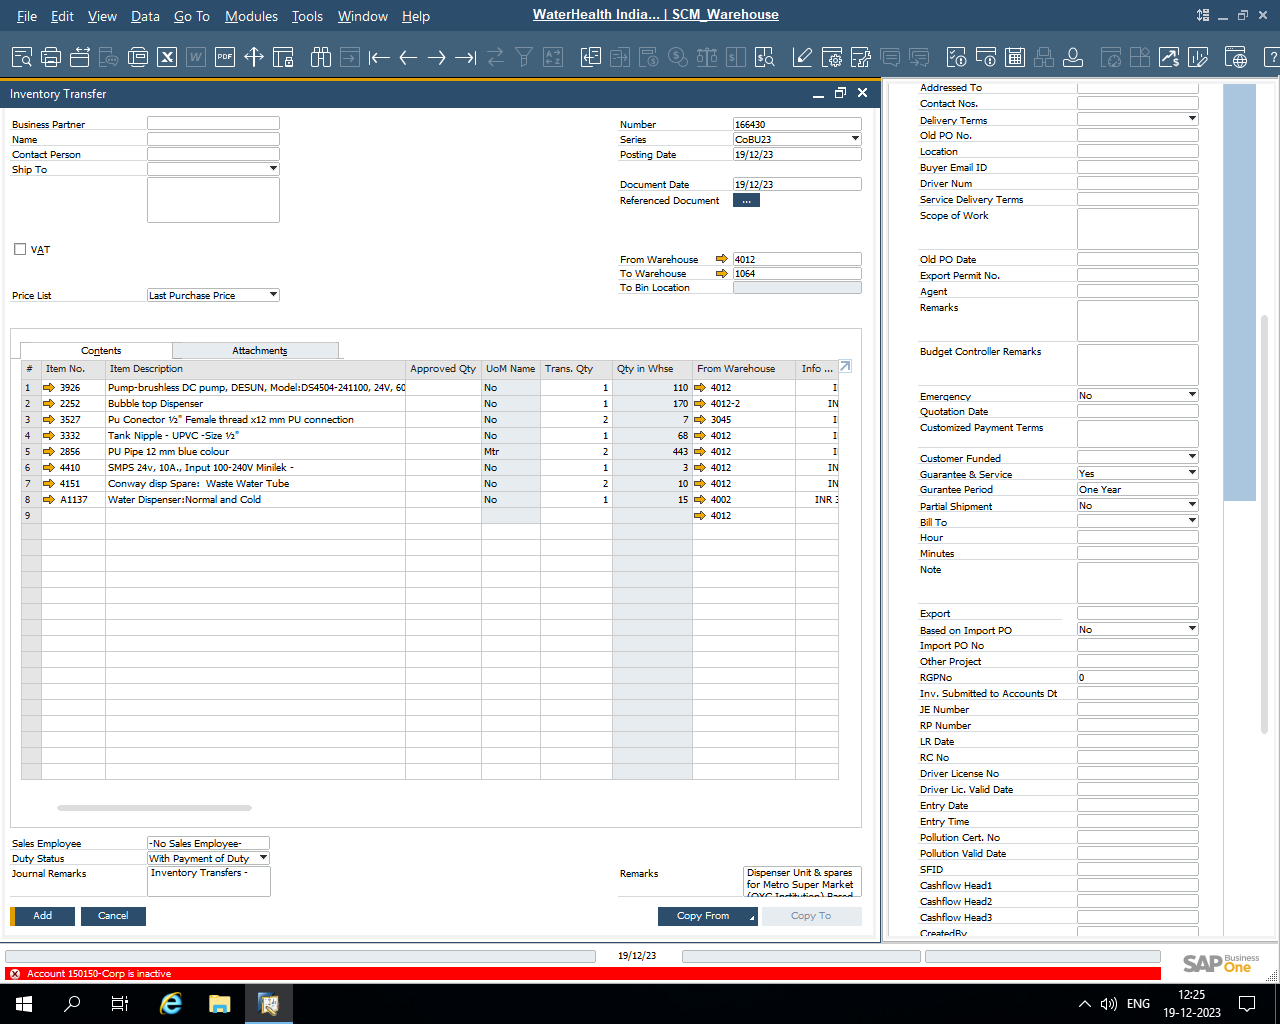 File Edit View Data Go To Modules Tools Window Help
WaterHealth India... | SCM_Warehouse
Inventory Transfer
Business Partner
Name
Contact Person
Ship To
VAT
Price List Last Purchase Price
Number 166430
Series CoBU23
Posting Date 19/12/23
Document Date 19/12/23
Referenced Document ...
From Warehouse 4012
To Warehouse 1064
To Bin Location
Contents Attachments
# Item No. Item Description Approved Qty UoM Name Trans. Qty Qty in Whse From Warehouse Info ...
1 3926 Pump-brushless DC pump, DESUN, Model:DS4504-241100, 24V, 60 No 1 110 4012 I
2 2252 Bubble top Dispenser No 1 170 4012-2 IN
3 3527 Pu Conector ½" Female thread x12 mm PU connection No 2 7 3045 I
4 3332 Tank Nipple - UPVC -Size ½" No 1 68 4012 I
5 2856 PU Pipe 12 mm blue colour Mtr 2 443 4012 I
6 4410 SMPS 24v, 10A., Input 100-240V Minilek - No 1 3 4012 IN
7 4151 Conway disp Spare: Waste Water Tube No 2 10 4012 IN
8 A1137 Water Dispenser:Normal and Cold No 1 15 4002 INR 3
9 4012
Sales Employee -No Sales Employee-
Duty Status With Payment of Duty
Journal Remarks Inventory Transfers -
Remarks Dispenser Unit & spares
for Metro Super Market
(OYC Institution) Based
Add Cancel Copy From Copy To
Addressed To
Contact Nos.
Delivery Terms
Old PO No.
Location
Buyer Email ID
Driver Num
Service Delivery Terms
Scope of Work
Old PO Date
Export Permit No.
Agent
Remarks
Budget Controller Remarks
Emergency No
Quotation Date
Customized Payment Terms
Customer Funded
Guarantee & Service Yes
Gurantee Period One Year
Partial Shipment No
Bill To
Hour
Minutes
Note
Export
Based on Import PO No
Import PO No
Other Project
RGPNo 0
Inv. Submitted to Accounts Dt
JE Number
RP Number
LR Date
RC No
Driver License No
Driver Lic. Valid Date
Entry Date
Entry Time
Pollution Cert. No
Pollution Valid Date
SFID
Cashflow Head1
Cashflow Head2
Cashflow Head3
CreatedBy
19/12/23
Account 150150-Corp is inactive
SAP Business One
ENG
12:25
19-12-2023